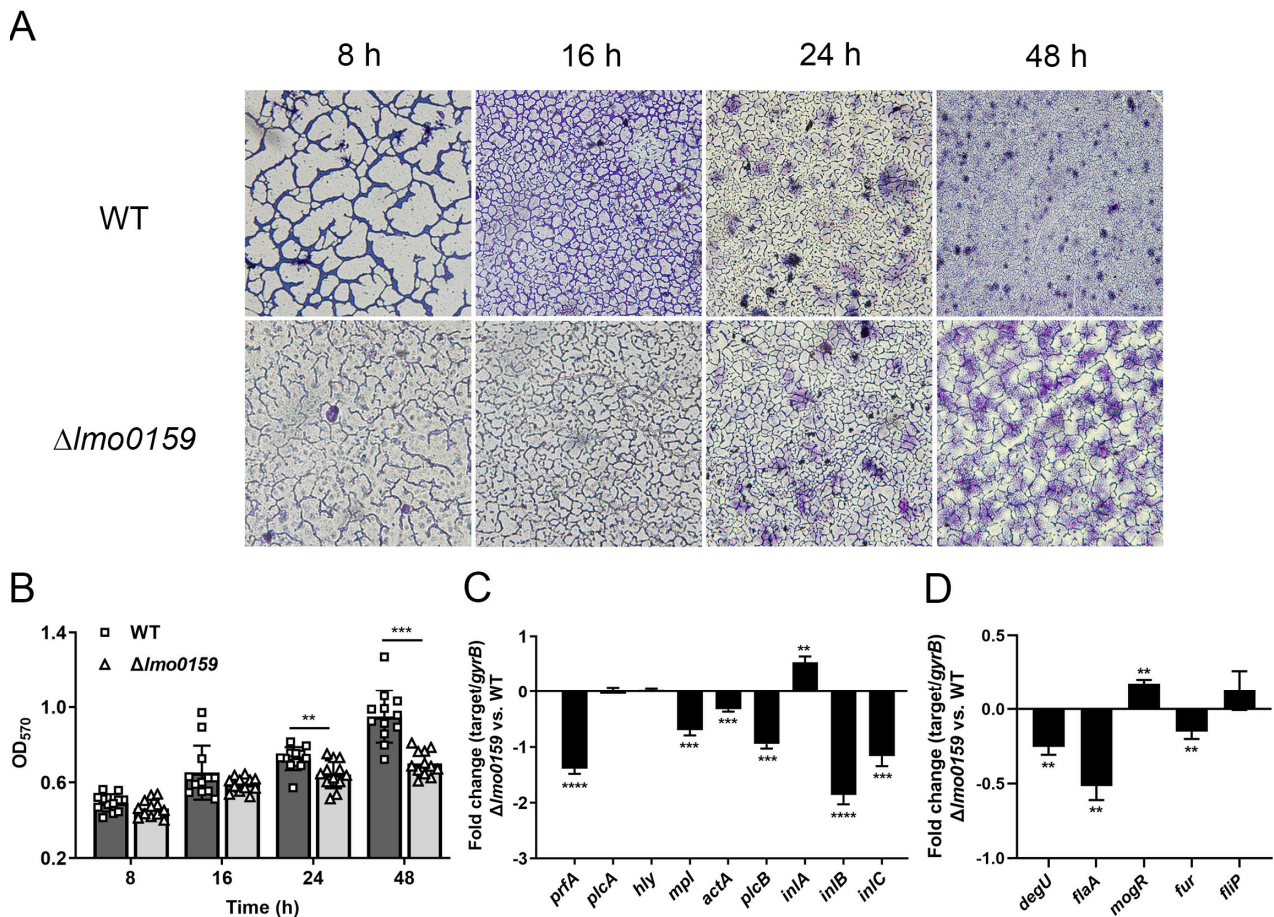 A
8 h 16 h 24 h 48 h
WT
Δlmo0159
B
WT
Δlmo0159
***
**
OD570
1.4
1.0
0.6
0.2
8 16 24 48
Time (h)
C
Fold change (target/gyrB)
Δlmo0159 vs. WT
1
0
-1
-2
-3
**** *** *** *** ** **** ***
prfA plcA hly mpl actA plcB inlA inlB inlC
D
Fold change (target/gyrB)
Δlmo0159 vs. WT
0.5
0.0
-0.5
-1.0
** ** ** **
degU flaA mogR fur fliP